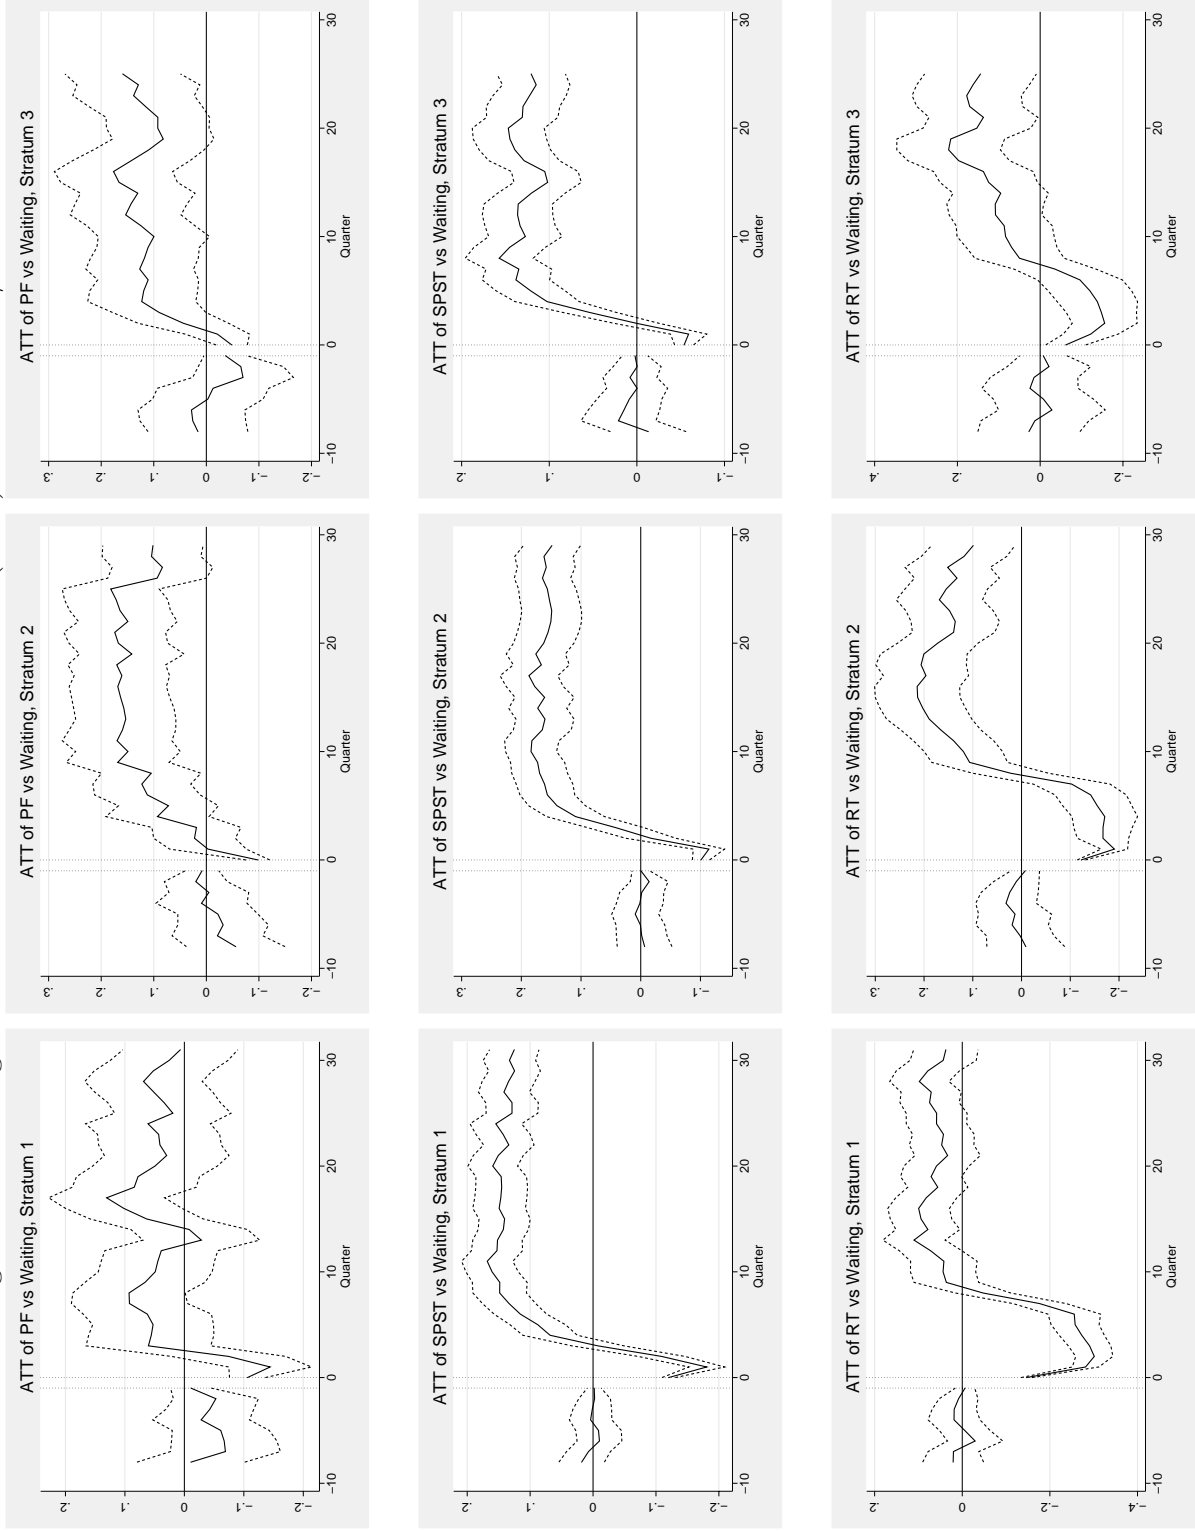 ATT of PF vs Waiting, Stratum 1
.2
.1
0
−.1
−.2
−10 0 10 20 30
Quarter
ATT of PF vs Waiting, Stratum 2
.3
.2
.1
0
−.1
−.2
−10 0 10 20 30
Quarter
ATT of PF vs Waiting, Stratum 3
.3
.2
.1
0
−.1
−.2
−10 0 10 20 30
Quarter
ATT of SPST vs Waiting, Stratum 1
.2
.1
0
−.1
−.2
−10 0 10 20 30
Quarter
ATT of SPST vs Waiting, Stratum 2
.3
.2
.1
0
−.1
−10 0 10 20 30
Quarter
ATT of SPST vs Waiting, Stratum 3
.2
.1
0
−.1
−10 0 10 20 30
Quarter
ATT of RT vs Waiting, Stratum 1
.2
0
−.2
−.4
−10 0 10 20 30
Quarter
ATT of RT vs Waiting, Stratum 2
.3
.2
.1
0
−.1
−.2
−10 0 10 20 30
Quarter
ATT of RT vs Waiting, Stratum 3
.4
.2
0
−.2
−10 0 10 20 30
Quarter